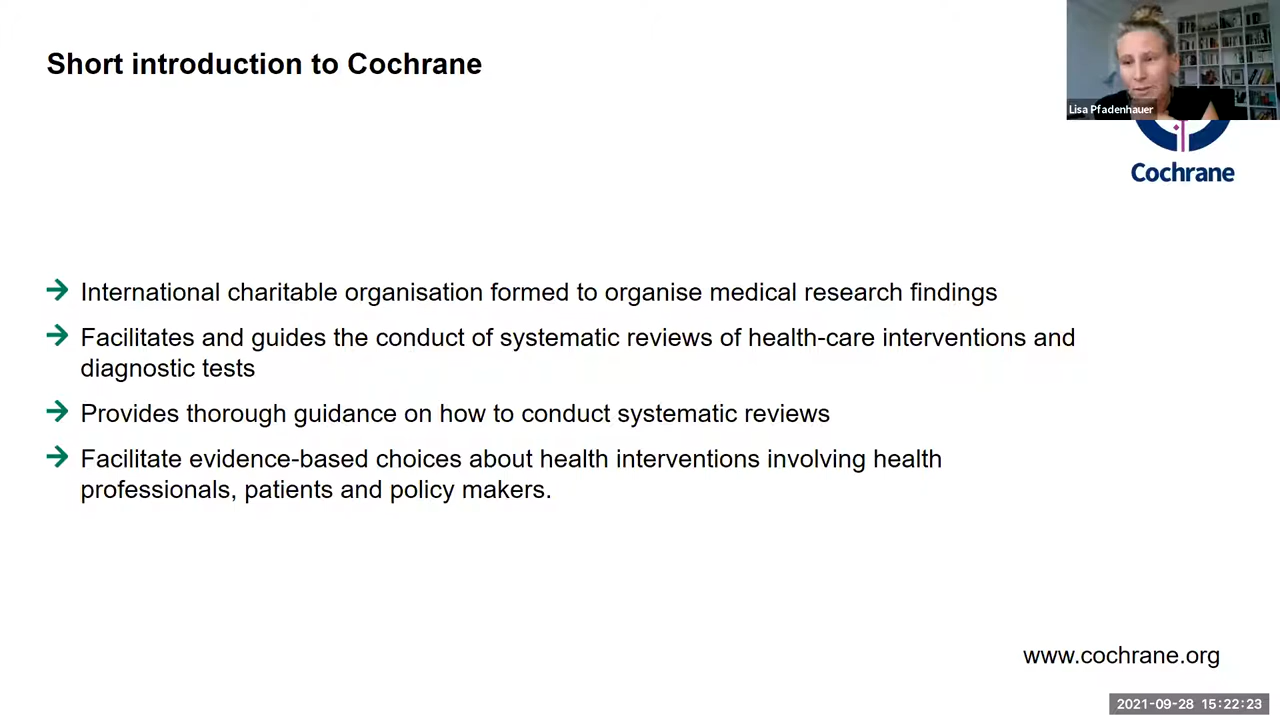 Short introduction to Cochrane
Lisa Pfadenhauer
Cochrane
International charitable organisation formed to organise medical research findings
Facilitates and guides the conduct of systematic reviews of health-care interventions and
diagnostic tests
Provides thorough guidance on how to conduct systematic reviews
Facilitate evidence-based choices about health interventions involving health
professionals, patients and policy makers.
www.cochrane.org
2021-09-28 15:22:23